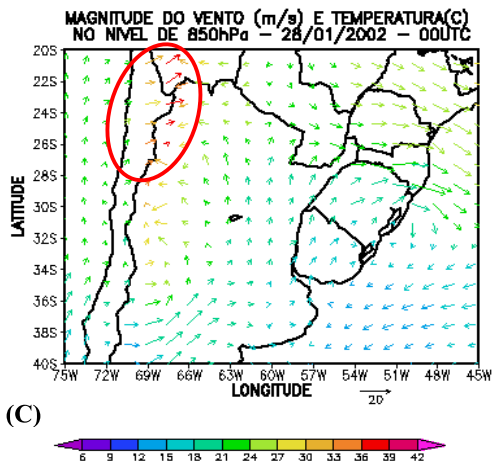 MAGNITUDE DO VENTO (m/s) E TEMPERATURA(C)
NO NIVEL DE 850hPa – 28/01/2002 – 00UTC
20S
22S
24S
26S
28S
30S
32S
34S
36S
38S
40S
LATITUDE
75W 72W 69W 66W 63W 60W 57W 54W 51W 48W 45W
LONGITUDE
20
(C)
6 9 12 15 18 21 24 27 30 33 36 39 42